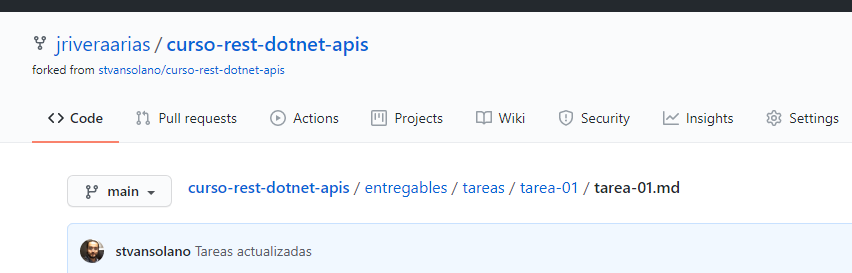 jriveraarias / curso-rest-dotnet-apis
forked from stvansolano/curso-rest-dotnet-apis
Code Pull requests Actions Projects Wiki Security Insights Settings
main curso-rest-dotnet-apis / entregables / tareas / tarea-01 / tarea-01.md
stvansolano Tareas actualizadas